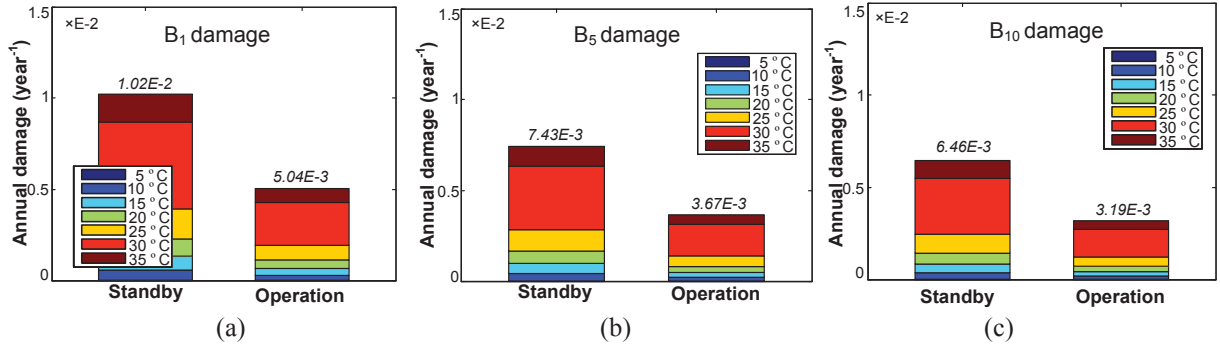 1.5
×E-2
B1 damage
Annual damage (year-1)
1.02E-2
1
5 °C
10 °C
15 °C
20 °C
25 °C
30 °C
35 °C
5.04E-3
0.5
0
Standby
Operation
(a)
1.5
×E-2
B5 damage
Annual damage (year-1)
5 °C
10 °C
15 °C
20 °C
25 °C
30 °C
35 °C
1
7.43E-3
3.67E-3
0.5
0
Standby
Operation
(b)
1.5
×E-2
B10 damage
Annual damage (year-1)
5 °C
10 °C
15 °C
20 °C
25 °C
30 °C
35 °C
1
6.46E-3
3.19E-3
0.5
0
Standby
Operation
(c)